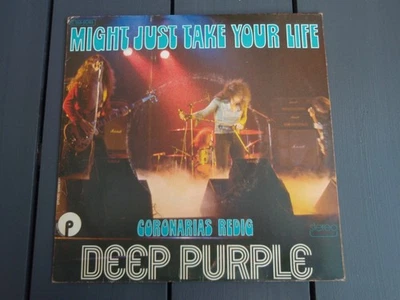 MIGHT JUST TAKE YOUR LIFE
CORONARIAS REDIG
P
DEEP PURPLE